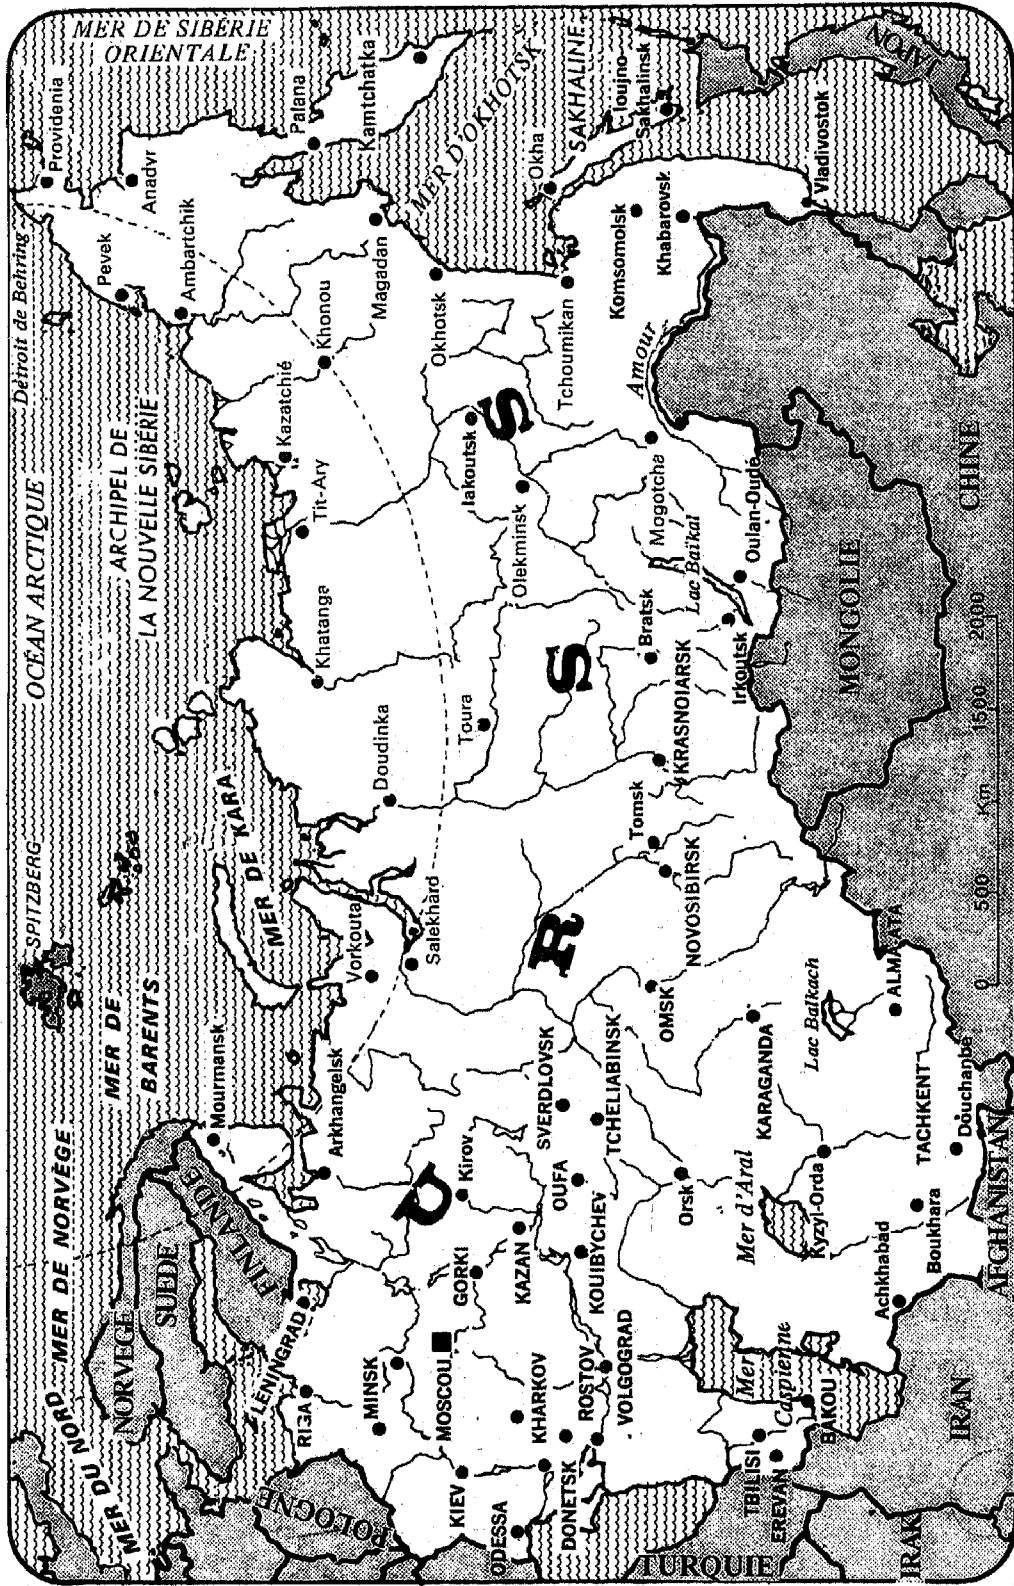 MER DE SIBÉRIE
ORIENTALE
Détroit de Behring
OCÉAN ARCTIQUE
SPITZBERG
MER DE NORVÈGE
MER DU NORD
MER DE
BARENTS
MER DE KARA
ARCHIPEL DE
LA NOUVELLE SIBÉRIE
Providenia
Anadyr
Pevek
Ambartchik
Palana
Kamtchatka
MER D'OKHOTSK
Magadan
Khonou
Kazatchié
Tit-Ary
Khatanga
Doudinka
Okhotsk
Okha
SAKHALINE
Ioujno-
Sakhalinsk
JAPON
Tchoumikan
Komsomolsk
Khabarovsk
Vladivostok
Amour
Iakoutsk
Olekminsk
Mogotche
Lac Baïkal
Oulan-Oudé
Irkoutsk
Bratsk
KRASNOIARSK
Toura
Tomsk
NOVOSIBIRSK
U R S S
Vorkouta
Salekhard
Mourmansk
Arkhangelsk
NORVEGE
SUEDE
FINLANDE
LENINGRAD
RIGA
MINSK
MOSCOU
GORKI
Kirov
KAZAN
OUFA
SVERDLOVSK
TCHELIABINSK
KOUIBYCHEV
Orsk
OMSK
KARAGANDA
Lac Balkach
ALMA-ATA
TACHKENT
Douchanbe
Boukhara
Achkhabad
Kyzyl-Orda
Mer d'Aral
Mer
Caspienne
BAKOU
TBILISI
EREVAN
VOLGOGRAD
ROSTOV
KHARKOV
DONETSK
KIEV
ODESSA
POLOGNE
TURQUIE
IRAK
IRAN
AFGHANISTAN
CHINE
MONGOLIE
0 500 Km 1500 2000